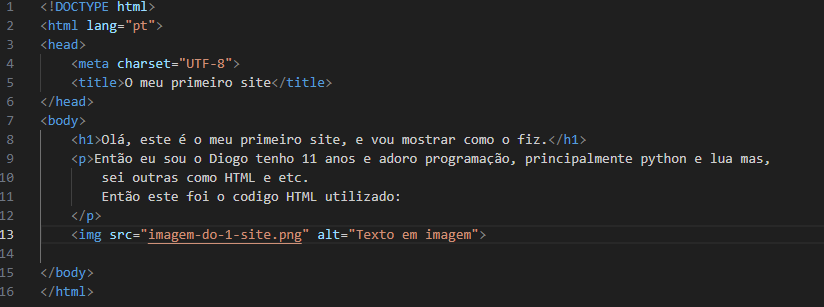 1 <!DOCTYPE html>
2 <html lang="pt">
3 <head>
4 <meta charset="UTF-8">
5 <title>O meu primeiro site</title>
6 </head>
7 <body>
8 <h1>Olá, este é o meu primeiro site, e vou mostrar como o fiz.</h1>
9 <p>Então eu sou o Diogo tenho 11 anos e adoro programação, principalmente python e lua mas,
10 sei outras como HTML e etc.
11 Então este foi o codigo HTML utilizado:
12 </p>
13 <img src="imagem-do-1-site.png" alt="Texto em imagem">
14
15 </body>
16 </html>